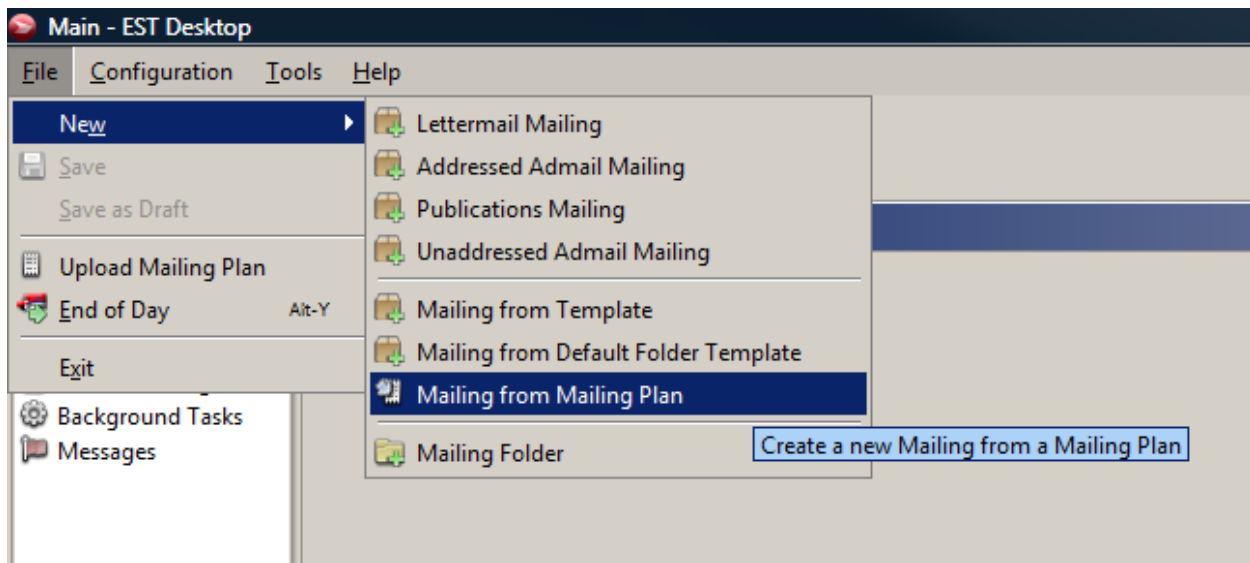 Main - EST Desktop
File Configuration Tools Help
New
Save
Save as Draft
Upload Mailing Plan
End of Day Alt-Y
Exit
Background Tasks
Messages
Lettermail Mailing
Addressed Admail Mailing
Publications Mailing
Unaddressed Admail Mailing
Mailing from Template
Mailing from Default Folder Template
Mailing from Mailing Plan
Mailing Folder
Create a new Mailing from a Mailing Plan